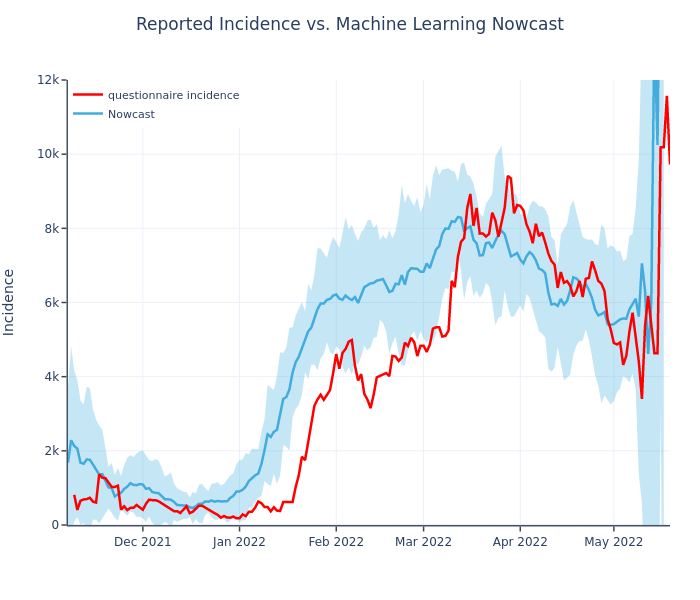 Reported Incidence vs. Machine Learning Nowcast
12k
10k
8k
6k
4k
2k
0
Incidence
questionnaire incidence
Nowcast
Dec 2021 Jan 2022 Feb 2022 Mar 2022 Apr 2022 May 2022